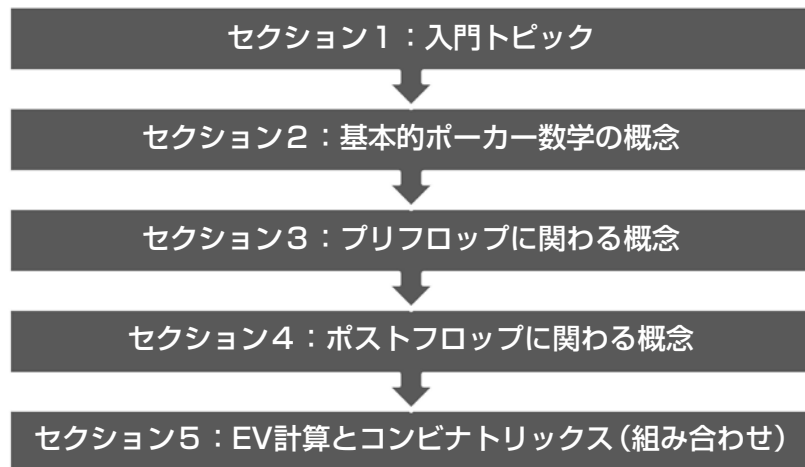 セクション１：入門トピック
セクション２：基本的ポーカー数学の概念
セクション３：プリフロップに関わる概念
セクション４：ポストフロップに関わる概念
セクション５：EV計算とコンビナトリックス（組み合わせ）